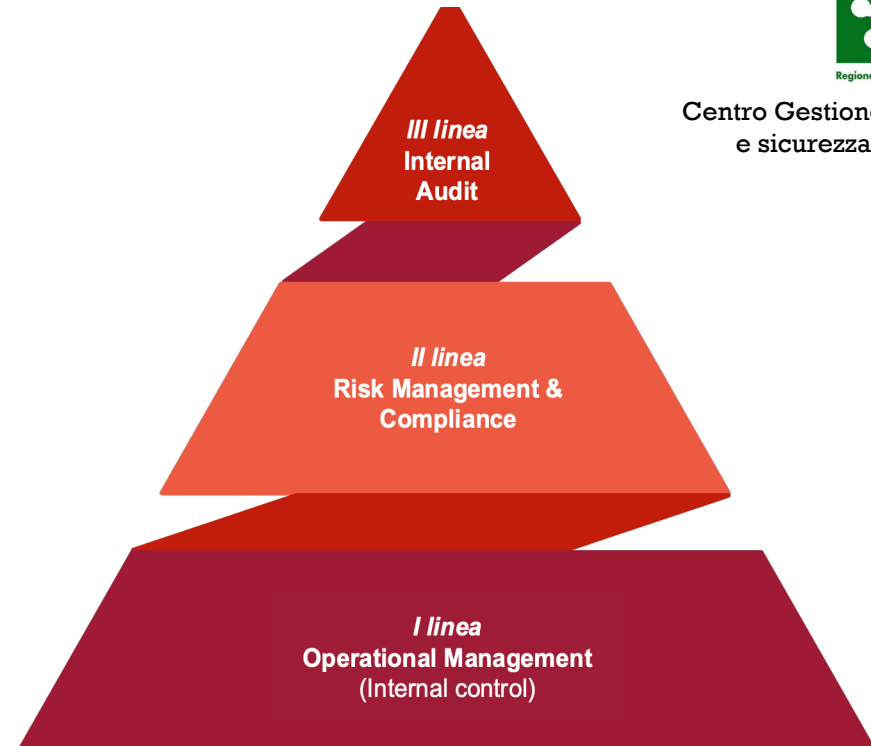 Regione
Centro Gestione
e sicurezza
III linea
Internal
Audit
II linea
Risk Management &
Compliance
I linea
Operational Management
(Internal control)